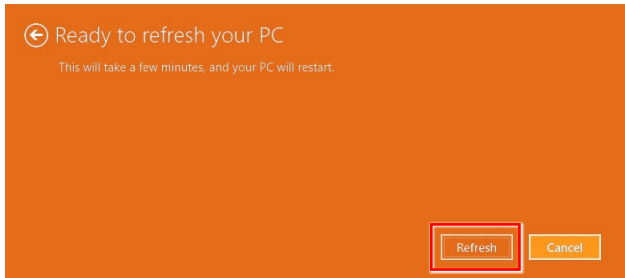 Ready to refresh your PC
This will take a few minutes, and your PC will restart.
Refresh
Cancel